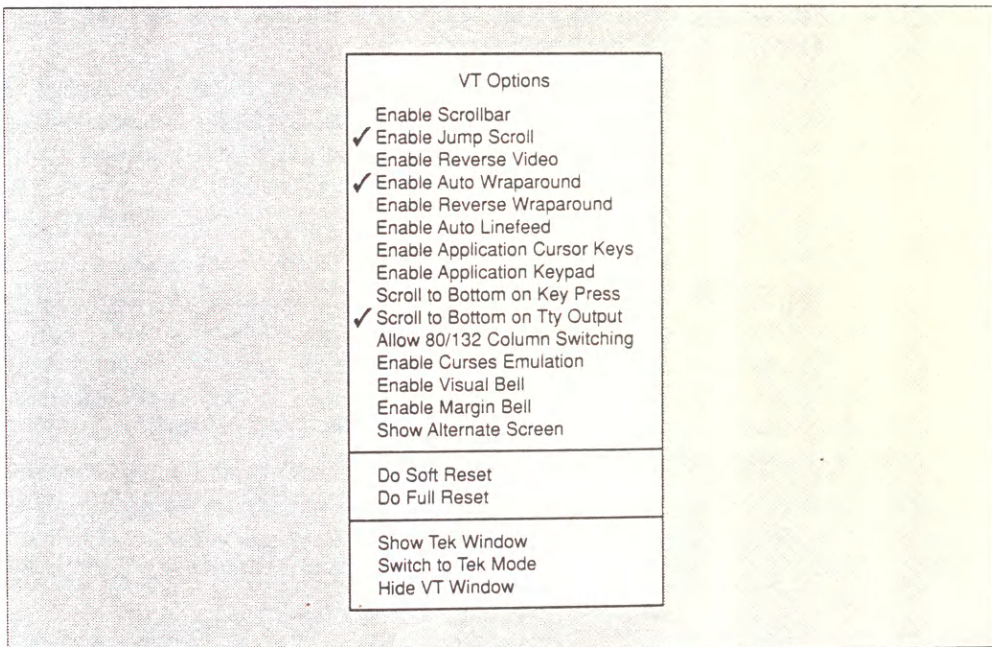 VT Options
Enable Scrollbar
✓ Enable Jump Scroll
Enable Reverse Video
✓ Enable Auto Wraparound
Enable Reverse Wraparound
Enable Auto Linefeed
Enable Application Cursor Keys
Enable Application Keypad
Scroll to Bottom on Key Press
✓ Scroll to Bottom on Tty Output
Allow 80/132 Column Switching
Enable Curses Emulation
Enable Visual Bell
Enable Margin Bell
Show Alternate Screen
Do Soft Reset
Do Full Reset
Show Tek Window
Switch to Tek Mode
Hide VT Window